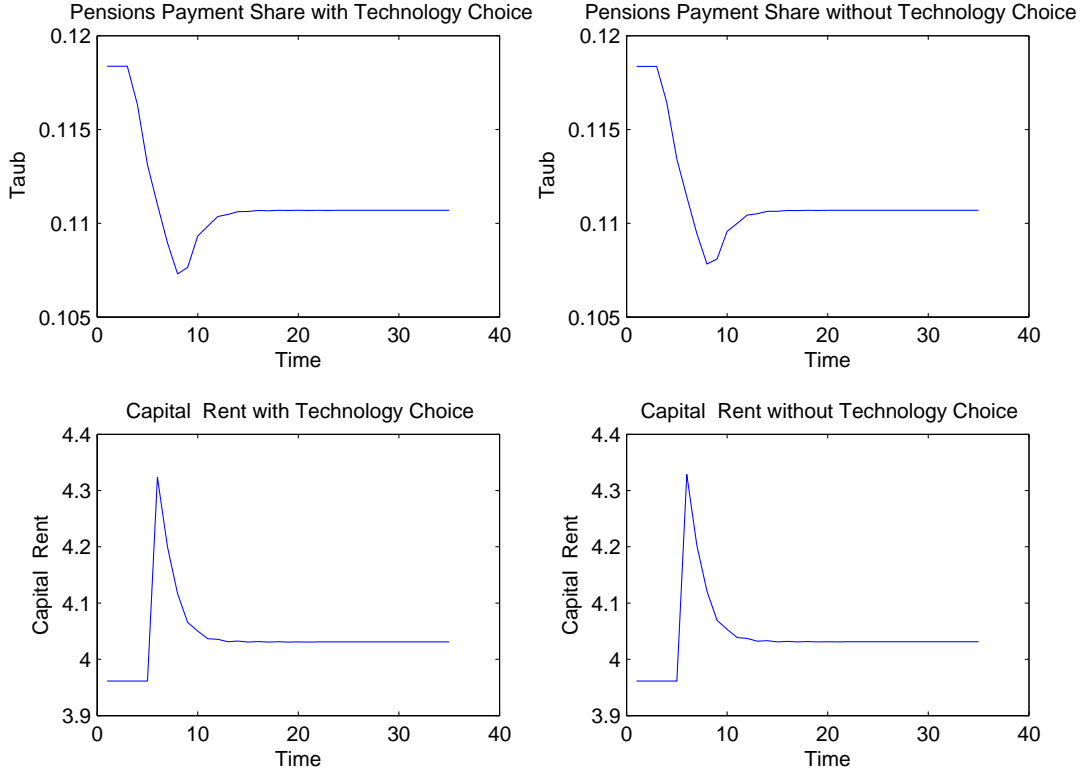 Pensions Payment Share with Technology Choice
0.12
0.115
0.11
0.105
Taub
0 10 20 30 40
Time
Pensions Payment Share without Technology Choice
0.12
0.115
0.11
0.105
Taub
0 10 20 30 40
Time
Capital Rent with Technology Choice
4.4
4.3
4.2
4.1
4
3.9
Capital Rent
0 10 20 30 40
Time
Capital Rent without Technology Choice
4.4
4.3
4.2
4.1
4
3.9
Capital Rent
0 10 20 30 40
Time